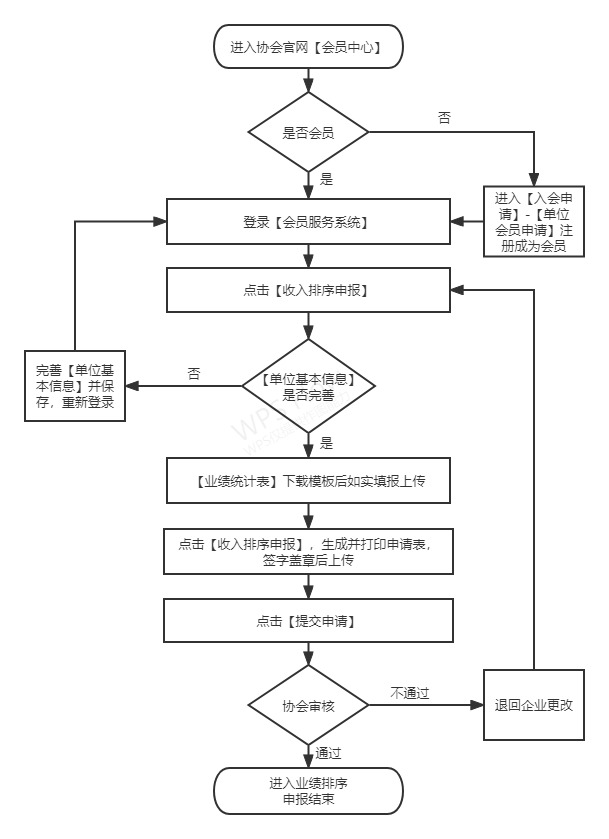 进入协会官网【会员中心】
是否会员
否
是
进入【入会申
请】-【单位
会员申请】注
册成为会员
登录【会员服务系统】
点击【收入排序申报】
完善【单位基
本信息】并保
存，重新登录
否
【单位基本信息】
是否完善
是
【业绩统计表】下载模板后如实填报上传
点击【收入排序申报】，生成并打印申请表，
签字盖章后上传
点击【提交申请】
协会审核
不通过
退回企业更改
通过
进入业绩排序
申报结束